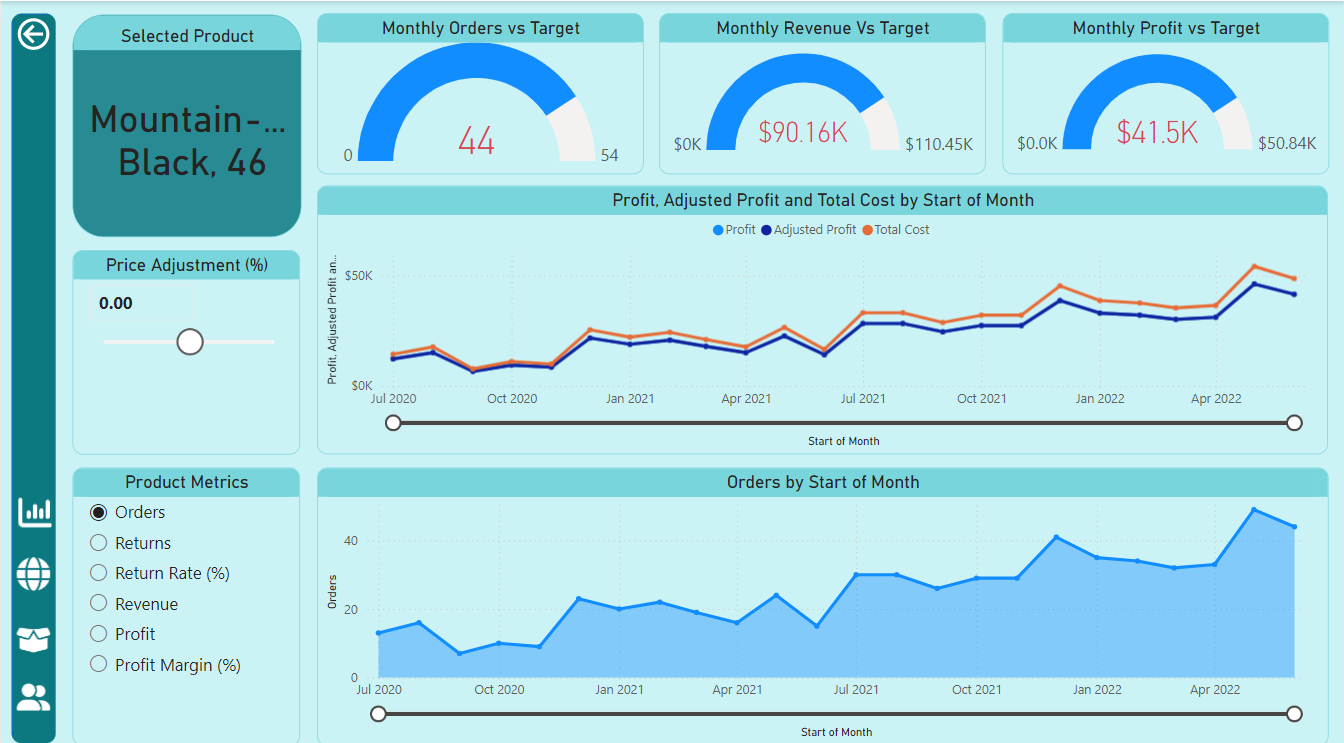 Selected Product
Mountain-...
Black, 46
Monthly Orders vs Target
44
0
54
Monthly Revenue Vs Target
$90.16K
$0K
$110.45K
Monthly Profit vs Target
$41.5K
$0.0K
$50.84K
Price Adjustment (%)
0.00
Profit, Adjusted Profit and Total Cost by Start of Month
Profit Adjusted Profit Total Cost
Profit, Adjusted Profit an...
$50K
$0K
Jul 2020 Oct 2020 Jan 2021 Apr 2021 Jul 2021 Oct 2021 Jan 2022 Apr 2022
Start of Month
Product Metrics
Orders
Returns
Return Rate (%)
Revenue
Profit
Profit Margin (%)
Orders by Start of Month
Orders
40
20
0
Jul 2020 Oct 2020 Jan 2021 Apr 2021 Jul 2021 Oct 2021 Jan 2022 Apr 2022
Start of Month